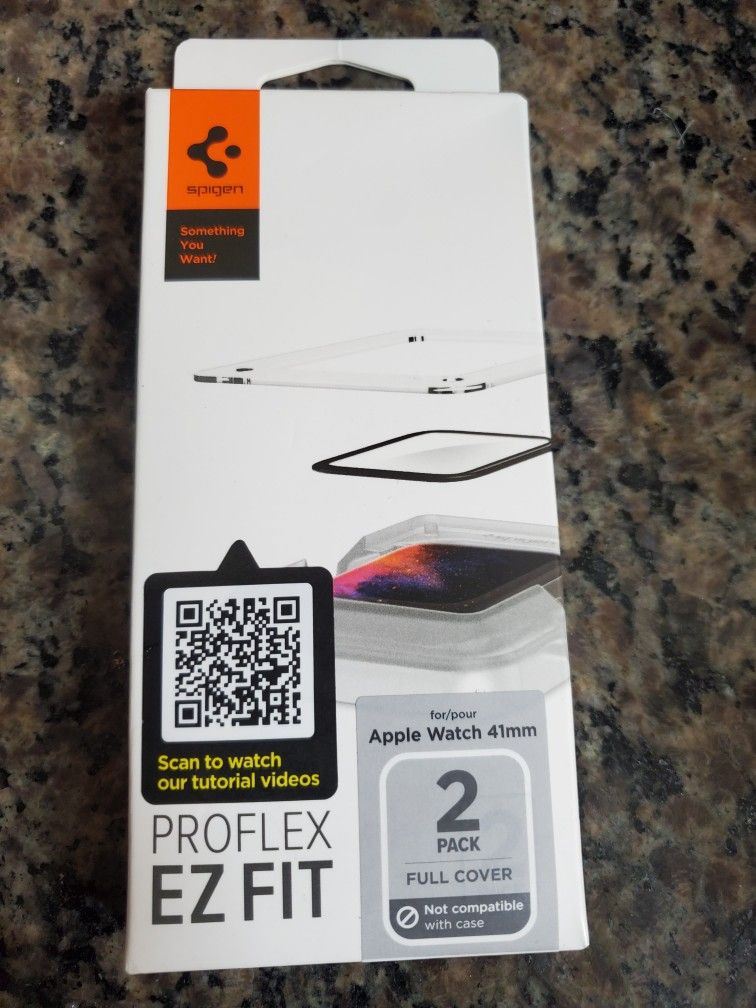 spigen
Something
You
Want!
Scan to watch
our tutorial videos
PROFLEX
EZ FIT
for/pour
Apple Watch 41mm
2
PACK
FULL COVER
Not compatible
with case